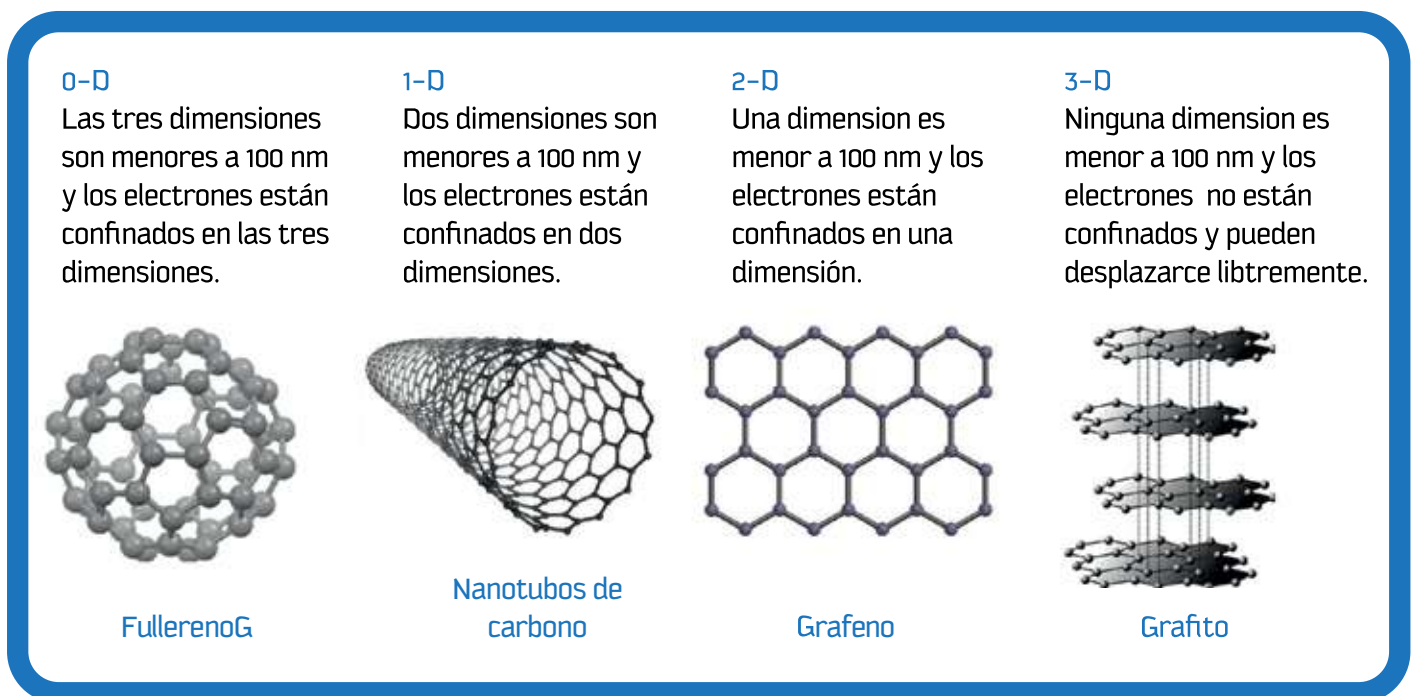 0-D
Las tres dimensiones
son menores a 100 nm
y los electrones están
confinados en las tres
dimensiones.
1-D
Dos dimensiones son
menores a 100 nm y
los electrones están
confinados en dos
dimensiones.
2-D
Una dimension es
menor a 100 nm y los
electrones están
confinados en una
dimensión.
3-D
Ninguna dimension es
menor a 100 nm y los
electrones  no están
confinados y pueden
desplazarce libtremente.
FullerenoG
Nanotubos de
carbono
Grafeno
Grafito